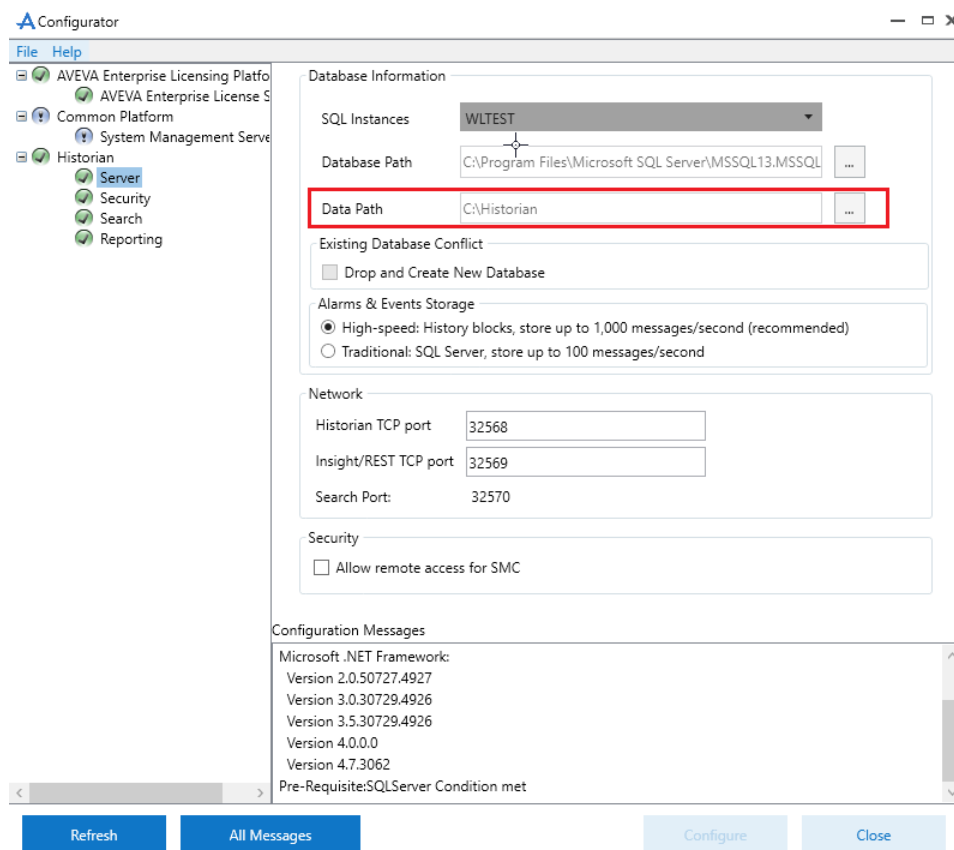 Configurator
File Help
AVEVA Enterprise Licensing Platfo
AVEVA Enterprise License S
Common Platform
System Management Serve
Historian
Server
Security
Search
Reporting
Database Information
SQL Instances WLTEST
Database Path C:\Program Files\Microsoft SQL Server\MSSQL13.MSSQL ...
Data Path C:\Historian ...
Existing Database Conflict
Drop and Create New Database
Alarms & Events Storage
High-speed: History blocks, store up to 1,000 messages/second (recommended)
Traditional: SQL Server, store up to 100 messages/second
Network
Historian TCP port 32568
Insight/REST TCP port 32569
Search Port: 32570
Security
Allow remote access for SMC
Configuration Messages
Microsoft .NET Framework:
Version 2.0.50727.4927
Version 3.0.30729.4926
Version 3.5.30729.4926
Version 4.0.0.0
Version 4.7.3062
Pre-Requisite:SQLServer Condition met
Refresh All Messages Configure Close